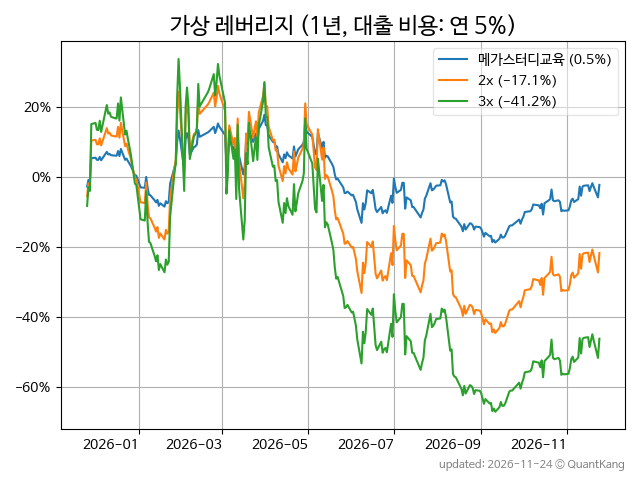 가상 레버리지 (1년, 대출 비용: 연 5%)
메가스터디교육 (0.5%)
2x (−17.1%)
3x (−41.2%)
20%
0%
−20%
−40%
−60%
2026-01
2026-03
2026-05
2026-07
2026-09
2026-11
updated: 2026-11-24 © QuantKang